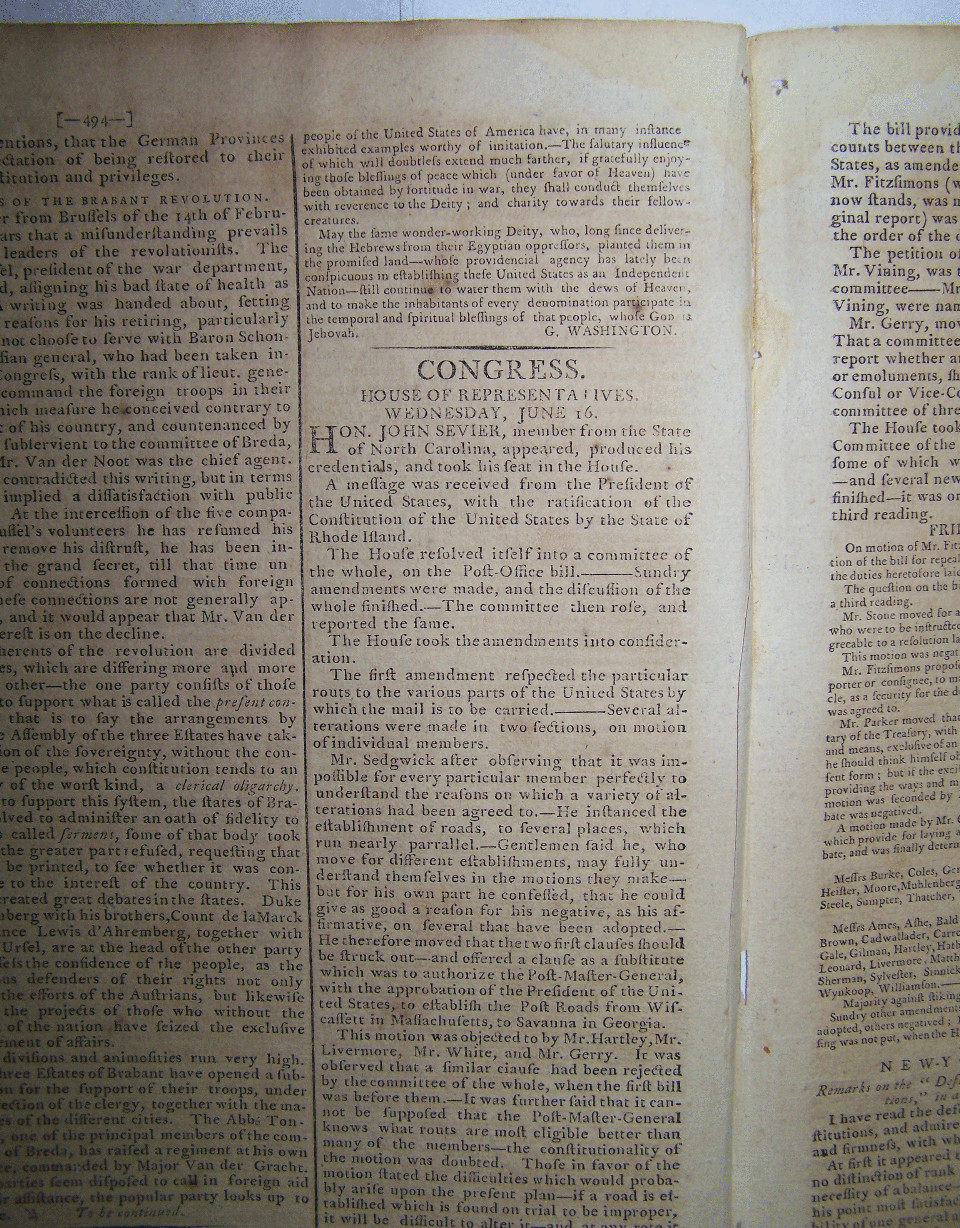 [—494—]
entions, that the German Provinces
ctation of being reſtored to their
titution and privileges.
S OF THE BRABANT REVOLUTION.
r from Bruſſels of the 14th of Febru-
ars that a miſunderſtanding prevails
leaders of the revolutioniſts. The
el, preſident of the war department,
d, aſſigning his bad ſtate of health as
writing was handed about, ſetting
reaſons for his retiring, particularly
not chooſe to ſerve with Baron Schon-
ſian general, who had been taken in-
Congreſs, with the rank of lieut. gene-
command the foreign troops in their
hich meaſure he conceived contrary to
of his country, and countenanced by
ſubſervient to the committee of Breda,
Mr. Van der Noot was the chief agent.
contradicted this writing, but in terms
implied a diſſatisfaction with public
At the interceſſion of the five compa-
uſſel's volunteers he has reſumed his
remove his diſtruſt, he has been in-
the grand ſecret, till that time un
of connections formed with foreign
heſe connections are not generally ap-
, and it would appear that Mr. Van der
ereſt is on the decline.
herents of the revolution are divided
es, which are differing more and more
other—the one party conſiſts of thoſe
to ſupport what is called the preſent con-
that is to ſay the arrangements by
e Aſſembly of the three Eſtates have tak-
ion of the ſovereignty, without the con-
e people, which conſtitution tends to an
of the worſt kind, a clerical oligarchy.
to ſupport this ſyſtem, the ſtates of Bra-
lved to adminiſter an oath of fidelity to
called ſermens, ſome of that body took
the greater part refuſed, requeſting that
be printed, to ſee whether it was con-
e to the intereſt of the country. This
reated great debates in the ſtates. Duke
sberg with his brothers, Count de la Marck
nce Lewis d'Ahremberg, together with
Urſel, are at the head of the other party
ſeſs the confidence of the people, as the
us defenders of their rights not only
the efforts of the Auſtrians, but likewiſe
the projects of thoſe who without the
of the nation have ſeized the excluſive
ement of affairs.
diviſions and animoſities run very high.
hree Eſtates of Brabant have opened a ſub-
on for the ſupport of their troops, under
ection of the clergy, together with the ma-
es of the different cities. The Abbe Ton-
, one of the principal members of the com-
of Breda, has raiſed a regiment at his own
e, commanded by Major Van der Gracht.
parties ſeem diſpoſed to call in foreign aid
r aſſiſtance, the popular party looks up to
To be continued.
people of the United States of America have, in many inſtance
exhibited examples worthy of imitation.—The ſalutary influence
of which will doubtleſs extend much farther, if gratefully enjoy-
ing thoſe bleſſings of peace which (under favor of Heaven) have
been obtained by fortitude in war, they ſhall conduct themſelves
with reverence to the Deity; and charity towards their fellow-
creatures.
May the ſame wonder-working Deity, who, long ſince deliver-
ing the Hebrews from their Egyptian oppreſſors, planted them in
the promiſed land—whoſe providencial agency has lately been
conſpicuous in eſtabliſhing theſe United States as an Independent
Nation—ſtill continue to water them with the dews of Heaven,
and to make the inhabitants of every denomination participate in
the temporal and ſpiritual bleſſings of that people, whoſe GOD is
Jehovah. G. WASHINGTON.
CONGRESS.
HOUSE OF REPRESENTATIVES.
WEDNESDAY, JUNE 16.
HON. JOHN SEVIER, member from the State
of North Carolina, appeared, produced his
credentials, and took his ſeat in the Houſe.
A meſſage was received from the Preſident of
the United States, with the ratification of the
Conſtitution of the United States by the State of
Rhode Iſland.
The Houſe reſolved itſelf into a committee of
the whole, on the Poſt-Office bill.———Sundry
amendments were made, and the diſcuſſion of the
whole finiſhed.—The committee then roſe, and
reported the ſame.
The Houſe took the amendments into conſider-
ation.
The firſt amendment reſpected the particular
routs to the various parts of the United States by
which the mail is to be carried.———Several al-
terations were made in two ſections, on motion
of individual members.
Mr. Sedgwick after obſerving that it was im-
poſſible for every particular member perfectly to
underſtand the reaſons on which a variety of al-
terations had been agreed to.—He inſtanced the
eſtabliſhment of roads, to ſeveral places, which
run nearly parrallel.—Gentlemen ſaid he, who
move for different eſtabliſhments, may fully un-
derſtand themſelves in the motions they make—
but for his own part he confeſſed, that he could
give as good a reaſon for his negative, as his af-
firmative, on ſeveral that have been adopted.—
He therefore moved that the two firſt clauſes ſhould
be ſtruck out—and offered a clauſe as a ſubſtitute
which was to authorize the Poſt-Maſter-General,
with the approbation of the Preſident of the Uni-
ted States, to eſtabliſh the Poſt Roads from Wiſ-
caſſett in Maſſachuſetts, to Savanna in Georgia.
This motion was objected to by Mr. Hartley, Mr.
Livermore, Mr. White, and Mr. Gerry. It was
obſerved that a ſimilar clauſe had been rejected
by the committee of the whole, when the firſt bill
was before them.—It was further ſaid that it can-
not be ſuppoſed that the Poſt-Maſter-General
knows what routs are moſt eligible better than
many of the members—the conſtitutionality of
the motion was doubted. Thoſe in favor of the
motion ſtated the difficulties which would proba-
bly ariſe upon the preſent plan—if a road is eſ-
tabliſhed which is found on trial to be improper,
it will be difficult to alter it—and at any rate it
The bill provid
counts between th
States, as amende
Mr. Fitzſimons (w
now ſtands, was m
ginal report) was
the order of the d
The petition of
Mr. Vining, was t
committee——Mr
Vining, were nam
Mr. Gerry, mov
That a committee
report whether an
or emoluments, ſh
Conſul or Vice-Co
committee of thre
The Houſe took
Committee of the
ſome of which w
—and ſeveral new
finiſhed—it was or
third reading.
FRI
On motion of Mr. Fit
tion of the bill for repeal
the duties heretofore laid
The queſtion on the b
a third reading.
Mr. Stone moved for a
who were to be inſtructed
greeable to a reſolution la
This motion was negat
Mr. Fitzſimons propoſe
porter or conſignee, to m
cle, as a ſecurity for the d
was agreed to.
Mr. Parker moved that
tary of the Treaſury, with
and means, excluſive of an
he ſhould think himſelf ob
ſent form; but if the exci
providing the ways and m
motion was ſeconded by
bate was negatived.
A motion made by Mr.
which provide for laying a
bate, and was finally determ
Meſſrs Burke, Coles, Ger
Heiſter, Moore, Muhlenberg
Steele, Sumpter, Thatcher,
Meſſrs Ames, Aſhe, Bald
Brown, Cadwallader, Carro
Gale, Gilman, Hartley, Hath
Leonard, Livermore, Matth
Sherman, Sylveſter, Sinnick
Wynkoop, Williamſon.——
Majority againſt ſtriking
Sundry other amendments
adopted, others negatived;
ſing was not put, when the H
NEW-Y
Remarks on the "Def
tions," in a
I have read the def
ſtitutions, and admire
and firmneſs, with wh
At firſt it appeared t
no diſtinction of rank
neceſſity of a balance—
his point moſt ſatisfac
bility of one general